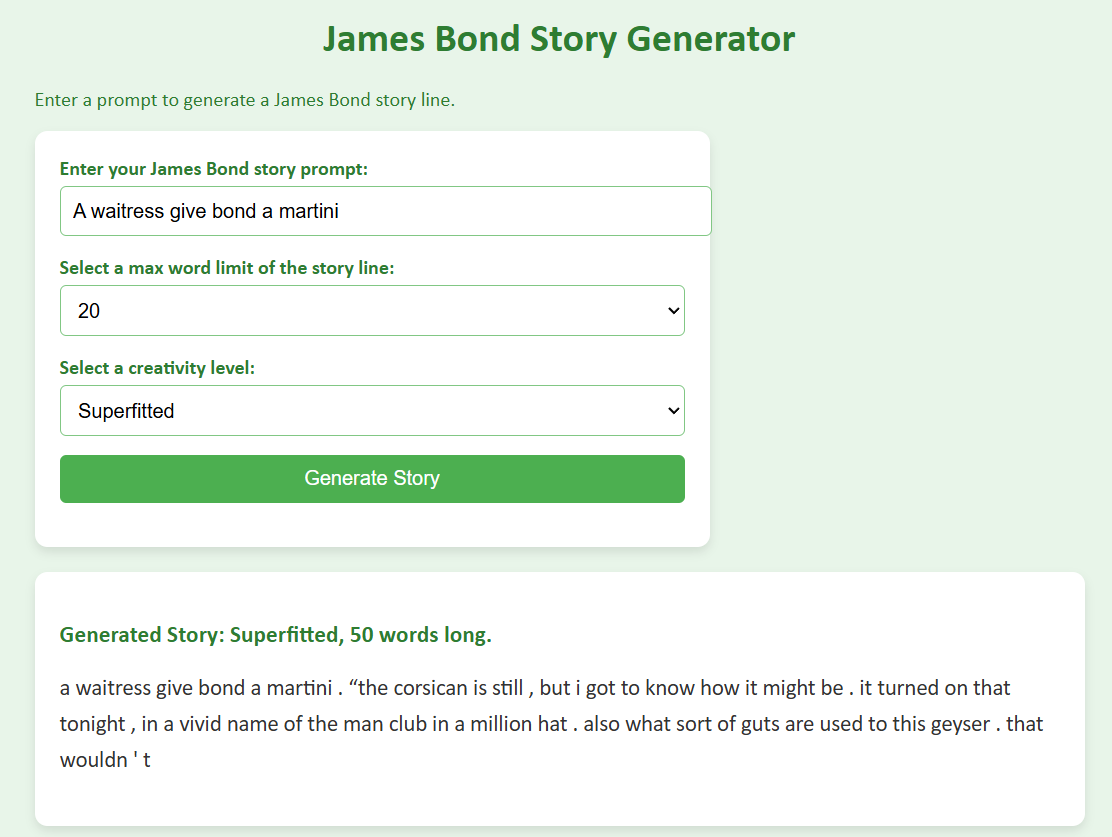 James Bond Story Generator
Enter a prompt to generate a James Bond story line.
Enter your James Bond story prompt:
A waitress give bond a martini
Select a max word limit of the story line:
20
Select a creativity level:
Superfitted
Generate Story
Generated Story: Superfitted, 50 words long.
a waitress give bond a martini . “the corsican is still , but i got to know how it might be . it turned on that
tonight , in a vivid name of the man club in a million hat . also what sort of guts are used to this geyser . that
wouldn ' t